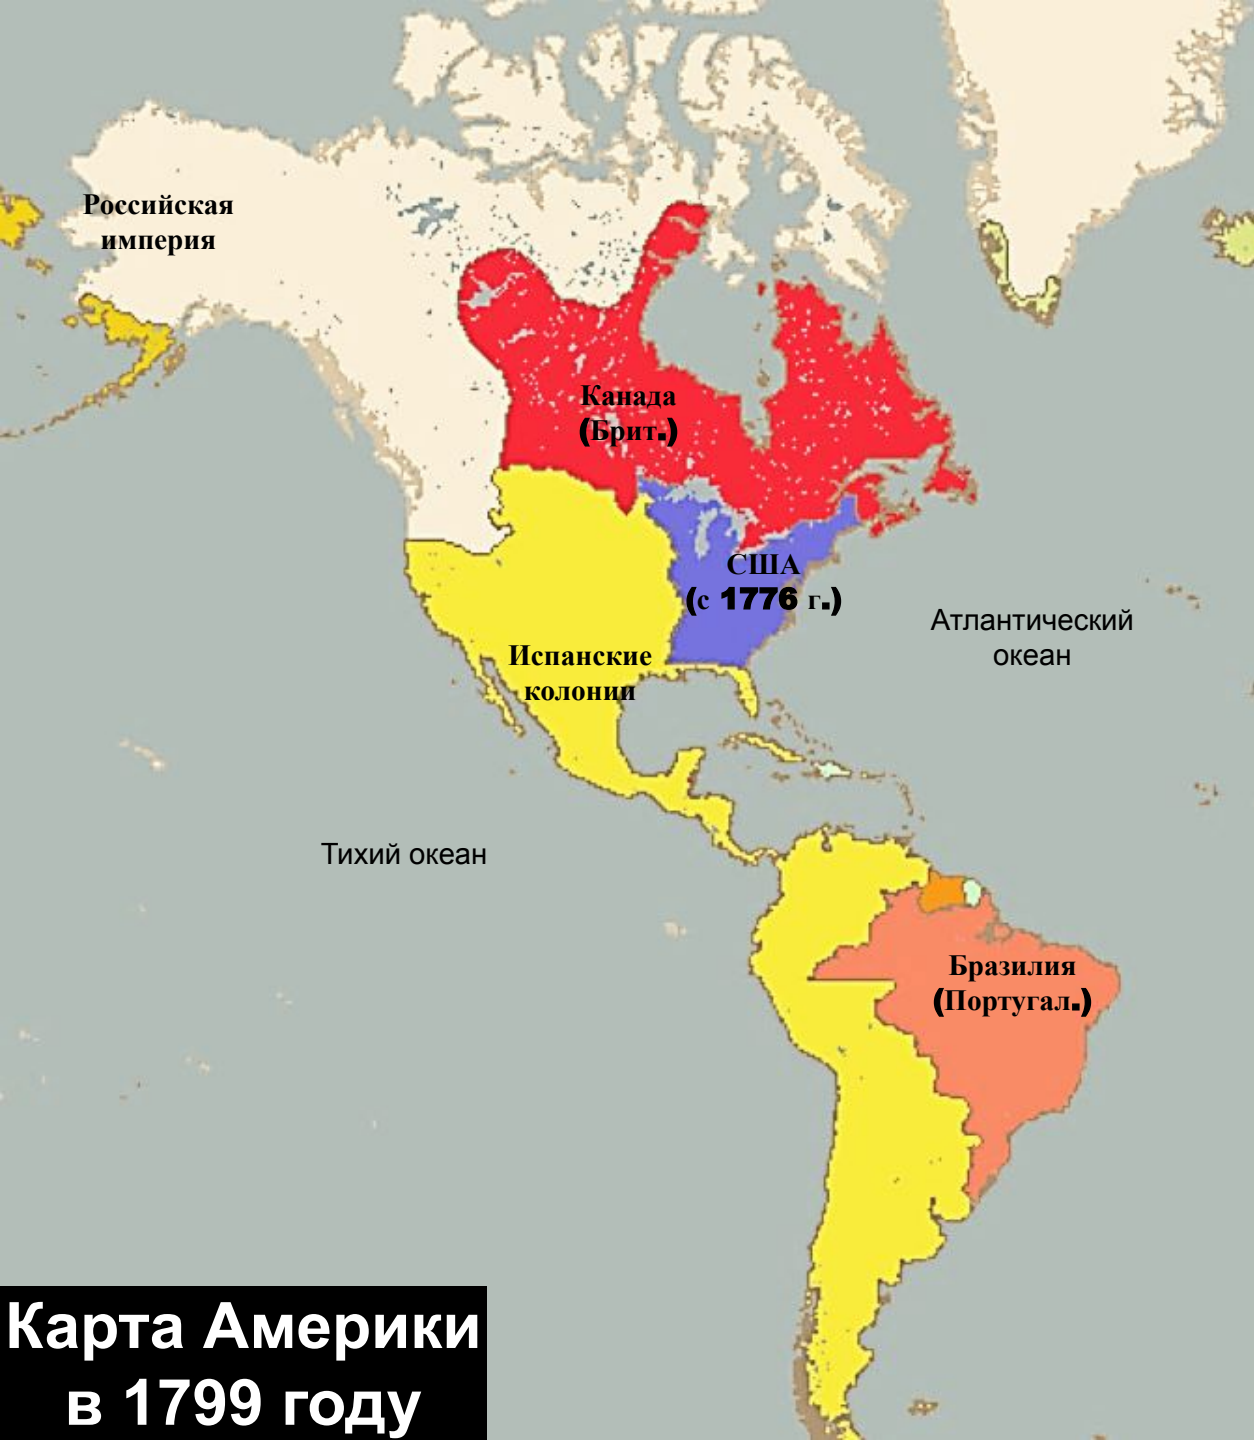 Российская
империя
Канада
(Брит.)
США
(с 1776 г.)
Атлантический
океан
Испанские
колонии
Тихий океан
Бразилия
(Португал.)
Карта Америки
в 1799 году